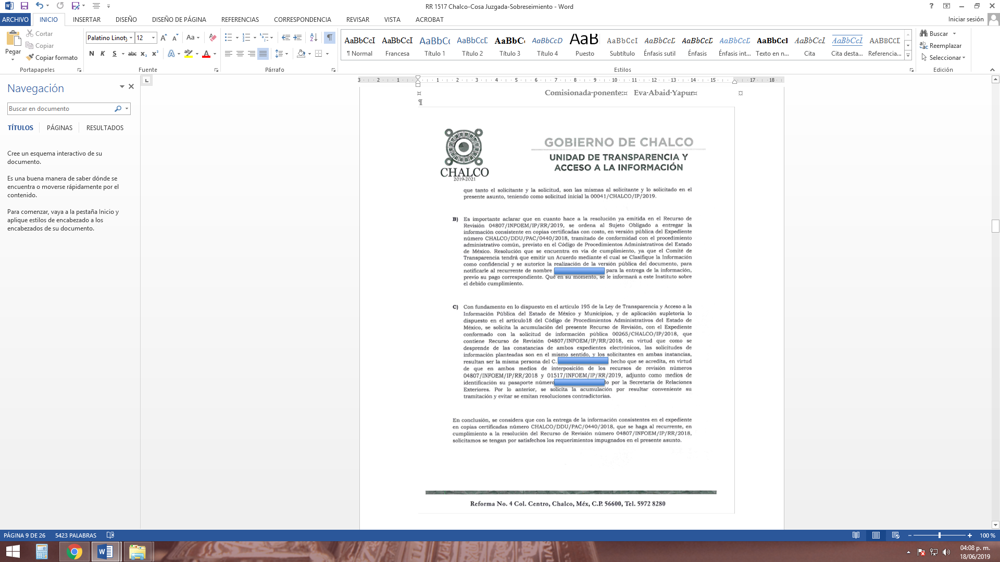 RR 1517 Chalco-Cosa Juzgada-Sobreseimiento - Word
ARCHIVO INICIO INSERTAR DISEÑO DISEÑO DE PÁGINA REFERENCIAS CORRESPONDENCIA REVISAR VISTA ACROBAT Iniciar sesión
Pegar
Cortar
Copiar
Copiar formato
Portapapeles
Palatino Linoty 12
Fuente
Párrafo
AaBbCcI ¶ Normal
AaBbCcI Francesa
AaBbCc Título 1
AaBbCcD Título 2
AaBbC Título 3
AaBbCcD Título 4
AaB Puesto
AaBbCcI Subtítulo
AaBbCcD Énfasis sutil
AaBbCcD Énfasis
AaBbCcD Énfasis int...
AaBbCcI Texto en n...
AaBbCcI Cita
AaBbCcI Cita desta...
AABBCCD Referencia...
Estilos
Buscar
Reemplazar
Seleccionar
Edición
Navegación
Buscar en documento
TÍTULOS PÁGINAS RESULTADOS
Cree un esquema interactivo de su
documento.
Es una buena manera de saber dónde se
encuentra o moverse rápidamente por el
contenido.
Para comenzar, vaya a la pestaña Inicio y
aplique estilos de encabezado a los
encabezados de su documento.
3 2 1 1 2 3 4 5 6 7 8 9 10 11 12 13 14 15 17 18
Comisionada·ponente:¤ Eva·Abaid·Yapur¤ ¤
¶
CHALCO
2019-2021
GOBIERNO DE CHALCO
UNIDAD DE TRANSPARENCIA Y
ACCESO A LA INFORMACIÓN
que tanto el solicitante y la solicitud, son las mismas al solicitante y lo solicitado en el
presente asunto, teniendo como solicitud inicial la 00041/CHALCO/IP/2019.
B) Es importante aclarar que en cuanto hace a la resolución ya emitida en el Recurso de
Revisión 04807/INFOEM/IP/RR/2019, se ordena al Sujeto Obligado a entregar la
información consistente en copias certificadas con costo, en versión pública del Expediente
número CHALCO/DDU/PAC/0440/2018, tramitado de conformidad con el procedimiento
administrativo común, previsto en el Código de Procedimientos Administrativos del Estado
de México. Resolución que se encuentra en vía de cumplimiento, ya que el Comité de
Transparencia tendrá que emitir un Acuerdo mediante el cual se Clasifique la Información
como confidencial y se autorice la realización de la versión pública del documento, para
notificarle al recurrente de nombre para la entrega de la información,
previo su pago correspondiente. Que en su momento, se le informará a este Instituto sobre
el debido cumplimiento.
C) Con fundamento en lo dispuesto en el artículo 195 de la Ley de Transparencia y Acceso a la
Información Pública del Estado de México y Municipios, y de aplicación supletoria lo
dispuesto en el artículo18 del Código de Procedimientos Administrativos del Estado de
México, se solicita la acumulación del presente Recurso de Revisión, con el Expediente
conformado con la solicitud de información pública 00265/CHALCO/IP/2018, que
contiene Recurso de Revisión 04807/INFOEM/IP/RR/2018, en virtud que como se
desprende de las constancias de ambos expedientes electrónicos, las solicitudes de
información planteadas son en el mismo sentido, y los solicitantes en ambas instancias,
resultan ser la misma persona del C. hecho que se acredita, en virtud
de que en ambos medios de interposición de los recursos de revisión números
04807/INFOEM/IP/RR/2018 y 01517/INFOEM/IP/RR/2019, adjunto como medios de
identificación su pasaporte número o por la Secretaría de Relaciones
Exteriores. Por lo anterior, se solicita la acumulación por resultar conveniente su
tramitación y evitar se emitan resoluciones contradictorias.
En conclusión, se considera que con la entrega de la información consistentes en el expediente
en copias certificadas número CHALCO/DDU/PAC/0440/2018, que se haga al recurrente, en
cumplimiento a la resolución del Recurso de Revisión número 04807/INFOEM/IP/RR/2018,
solicitamos se tengan por satisfechos los requerimientos impugnados en el presente asunto.
Reforma No. 4 Col. Centro, Chalco, Méx, C.P. 56600, Tel. 5972 8280
PÁGINA 9 DE 26 5423 PALABRAS 100 %
04:08 p. m.
18/06/2019